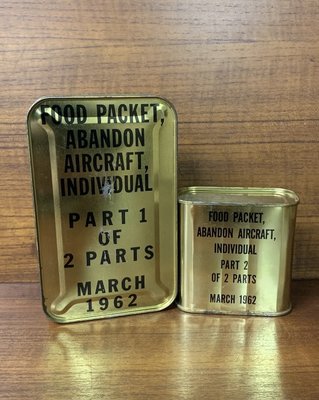 FOOD PACKET,
ABANDON
AIRCRAFT,
INDIVIDUAL
PART 1
OF
2 PARTS
MARCH
1962
FOOD PACKET,
ABANDON AIRCRAFT,
INDIVIDUAL
PART 2
OF 2 PARTS
MARCH 1962